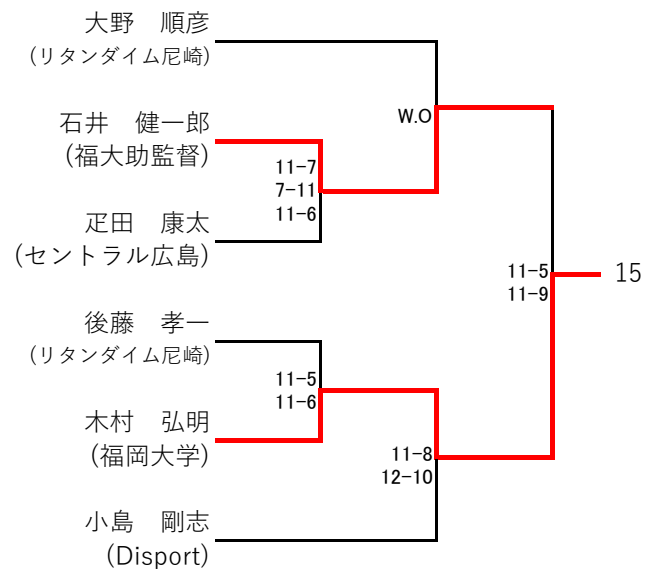 大野　順彦
(リタンダイム尼崎)
W.O
石井　健一郎
(福大助監督)
11-7
7-11
11-6
疋田　康太
(セントラル広島)
11-5
11-9
15
後藤　孝一
(リタンダイム尼崎)
11-5
11-6
木村　弘明
(福岡大学)
11-8
12-10
小島　剛志
(Disport)